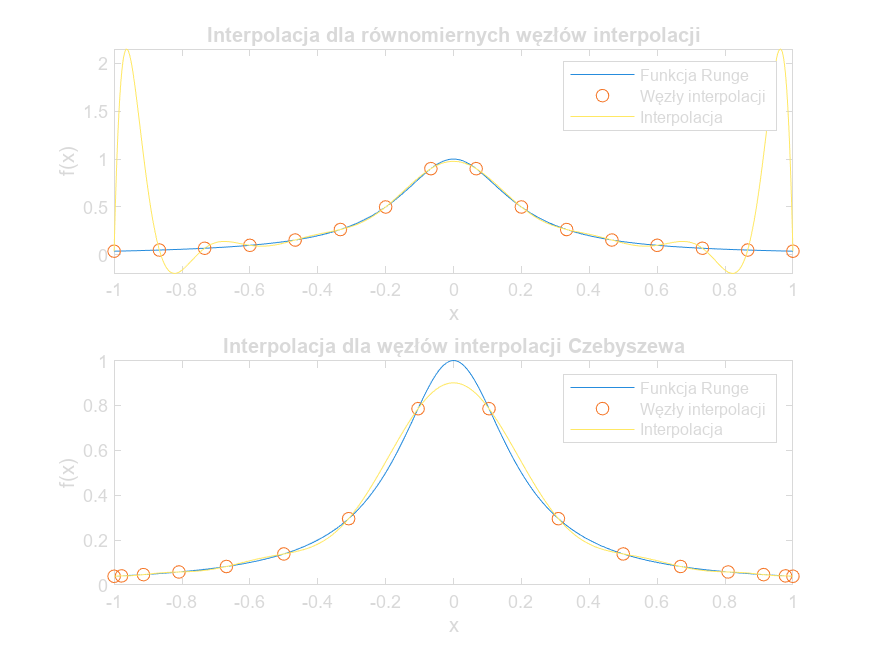 Interpolacja dla równomiernych węzłów interpolacji
2
1.5
1
0.5
0
f(x)
Funkcja Runge
Węzły interpolacji
Interpolacja
-1 -0.8 -0.6 -0.4 -0.2 0 0.2 0.4 0.6 0.8 1
x
Interpolacja dla węzłów interpolacji Czebyszewa
1
0.8
0.6
0.4
0.2
0
f(x)
Funkcja Runge
Węzły interpolacji
Interpolacja
-1 -0.8 -0.6 -0.4 -0.2 0 0.2 0.4 0.6 0.8 1
x